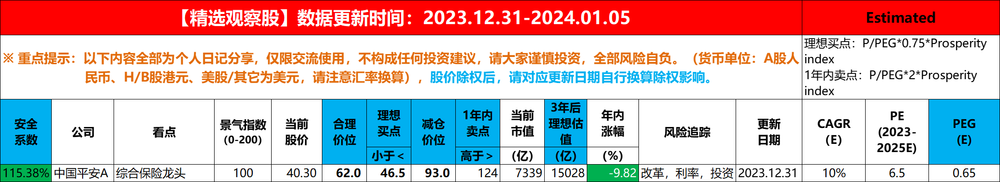 【精选观察股】数据更新时间：2023.12.31-2024.01.05
Estimated
※ 重点提示：以下内容全部为个人日记分享，仅限交流使用，不构成任何投资建议，请大家谨慎投资，全部风险自负。（货币单位：A股人
民币、H/B股港元、美股/其它为美元，请注意汇率换算），股价除权后，请对应更新日期自行换算除权影响。
理想买点：P/PEG*0.75*Prosperity
index
1年内卖点：P/PEG*2*Prosperity
index
安全
系数
公司
看点
景气指数
(0-200)
当前
股价
合理
价位
理想
买点
小于＜
减仓
价位
1年内
卖点
高于＞
当前
市值
(亿)
3年后
理想估
值
(亿)
年内
涨幅
(%)
风险追踪
更新
日期
CAGR
(E)
PE
(2023-
2025E)
PEG
(E)
115.38% 中国平安A 综合保险龙头 100 40.30 62.0 46.5 93.0 124 7339 15028 -9.82 改革，利率，投资 2023.12.31 10% 6.5 0.65